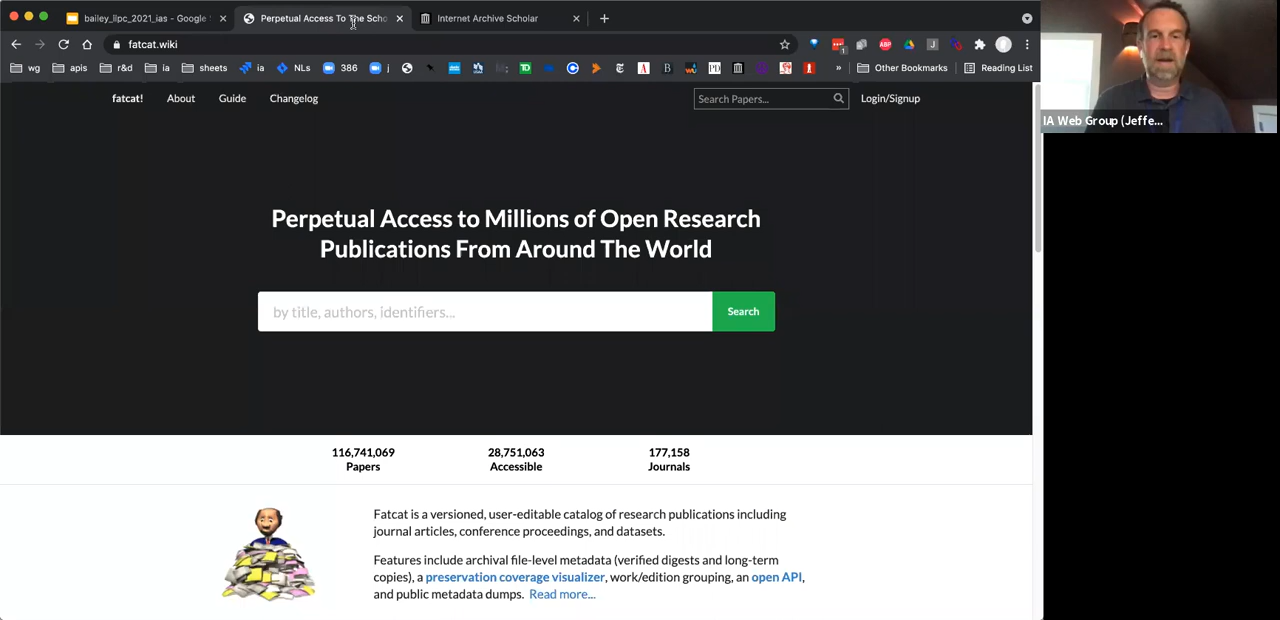 bailey_lipc_2021_ias - Google
Perpetual Access To The Scho
Internet Archive Scholar
fatcat.wiki
wg
apis
r&d
ia
sheets
ia
NLs
386
j
Other Bookmarks
Reading List
fatcat!
About
Guide
Changelog
Search Papers...
Login/Signup
IA Web Group (Jeffe...
Perpetual Access to Millions of Open Research
Publications From Around The World
by title, authors, identifiers...
Search
116,741,069
Papers
28,751,063
Accessible
177,158
Journals
Fatcat is a versioned, user-editable catalog of research publications including
journal articles, conference proceedings, and datasets.
Features include archival file-level metadata (verified digests and long-term
copies), a preservation coverage visualizer, work/edition grouping, an open API,
and public metadata dumps. Read more...